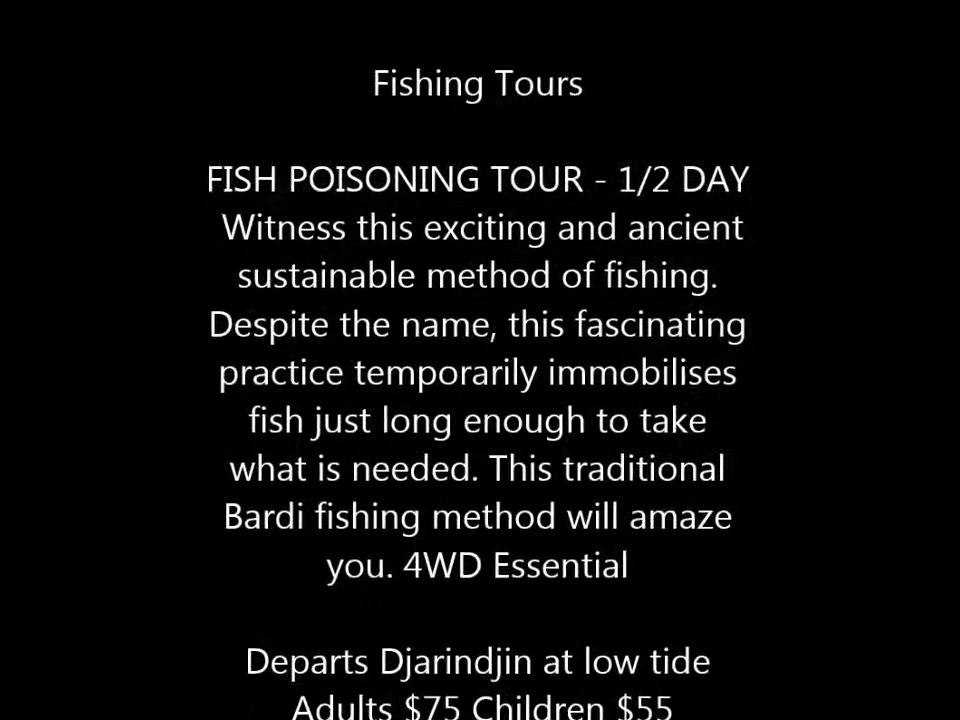 Fishing Tours
FISH POISONING TOUR - 1/2 DAY
Witness this exciting and ancient
sustainable method of fishing.
Despite the name, this fascinating
practice temporarily immobilises
fish just long enough to take
what is needed. This traditional
Bardi fishing method will amaze
you. 4WD Essential
Departs Djarindjin at low tide
Adults $75 Children $55